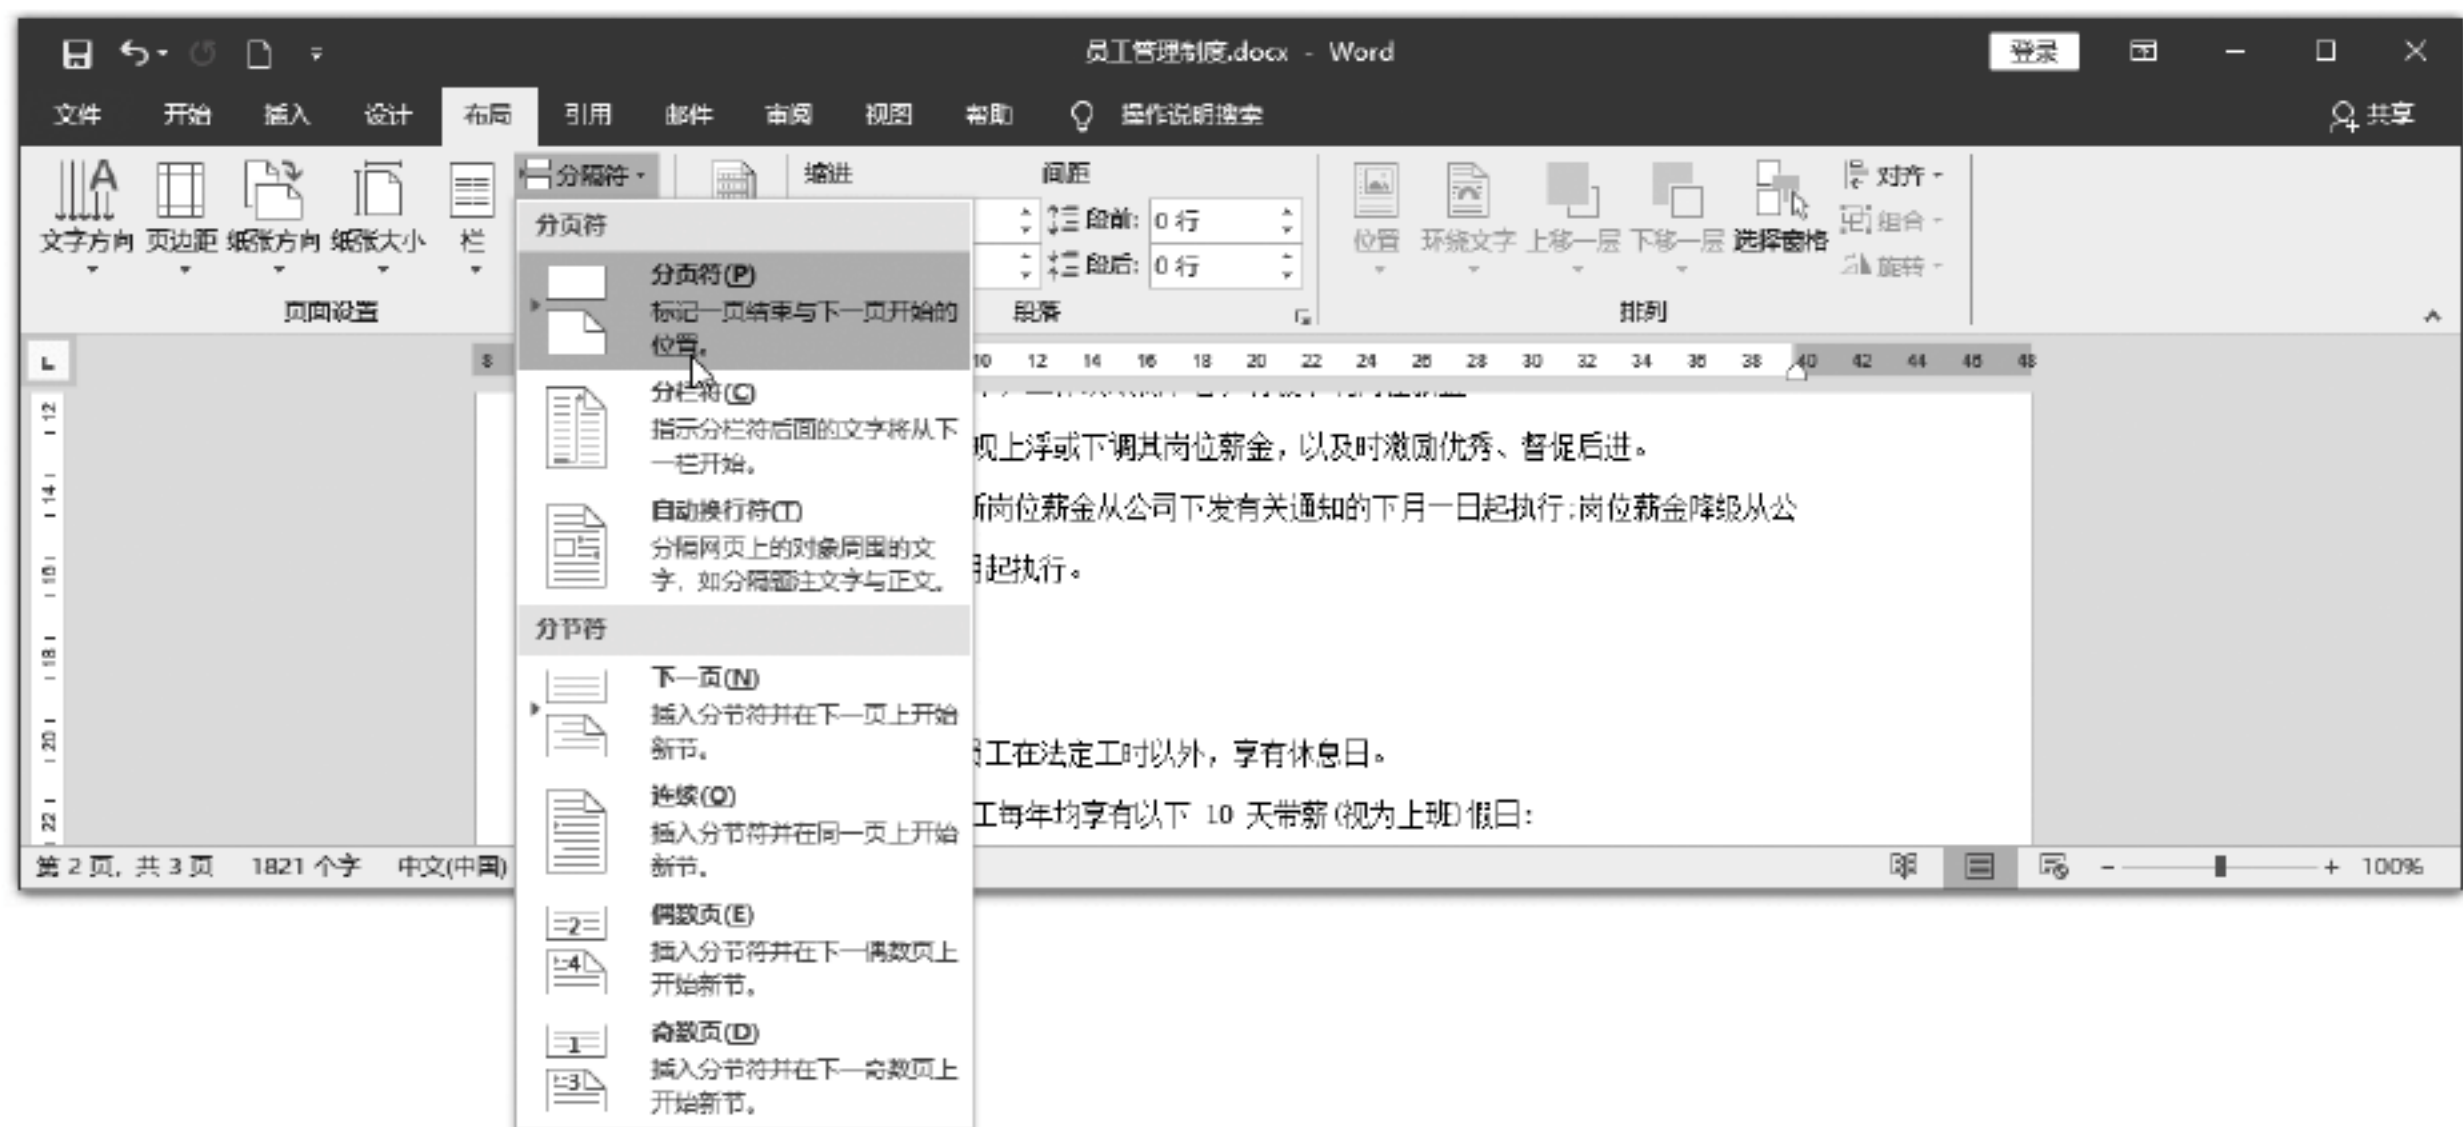 员工管理制度.docx - Word
登录
文件 开始 插入 设计 布局 引用 邮件 审阅 视图 帮助 操作说明搜索 共享
文字方向 页边距 纸张方向 纸张大小 栏
页面设置
分隔符
缩进 间距
段前: 0 行
段后: 0 行
段落
位置 环绕文字 上移一层 下移一层 选择窗格
对齐
组合
旋转
排列
分页符
分页符(P)
标记一页结束与下一页开始的
位置。
分栏符(C)
指示分栏符后面的文字将从下
一栏开始。
自动换行符(T)
分隔网页上的对象周围的文
字，如分隔题注文字与正文。
分节符
下一页(N)
插入分节符并在下一页上开始
新节。
连续(O)
插入分节符并在同一页上开始
新节。
偶数页(E)
插入分节符并在下一偶数页上
开始新节。
奇数页(D)
插入分节符并在下一奇数页上
开始新节。
8 10 12 14 16 18 20 22 24 26 28 30 32 34 36 38 40 42 44 46 48
12
14
16
18
20
22
上浮或下调其岗位薪金，以及时激励优秀、督促后进。
岗位薪金从公司下发有关通知的下月一日起执行;岗位薪金降级从公
起执行。
工在法定工时以外，享有休息日。
工每年均享有以下 10 天带薪(视为上班)假日:
第 2 页，共 3 页 1821 个字 中文(中国)
100%